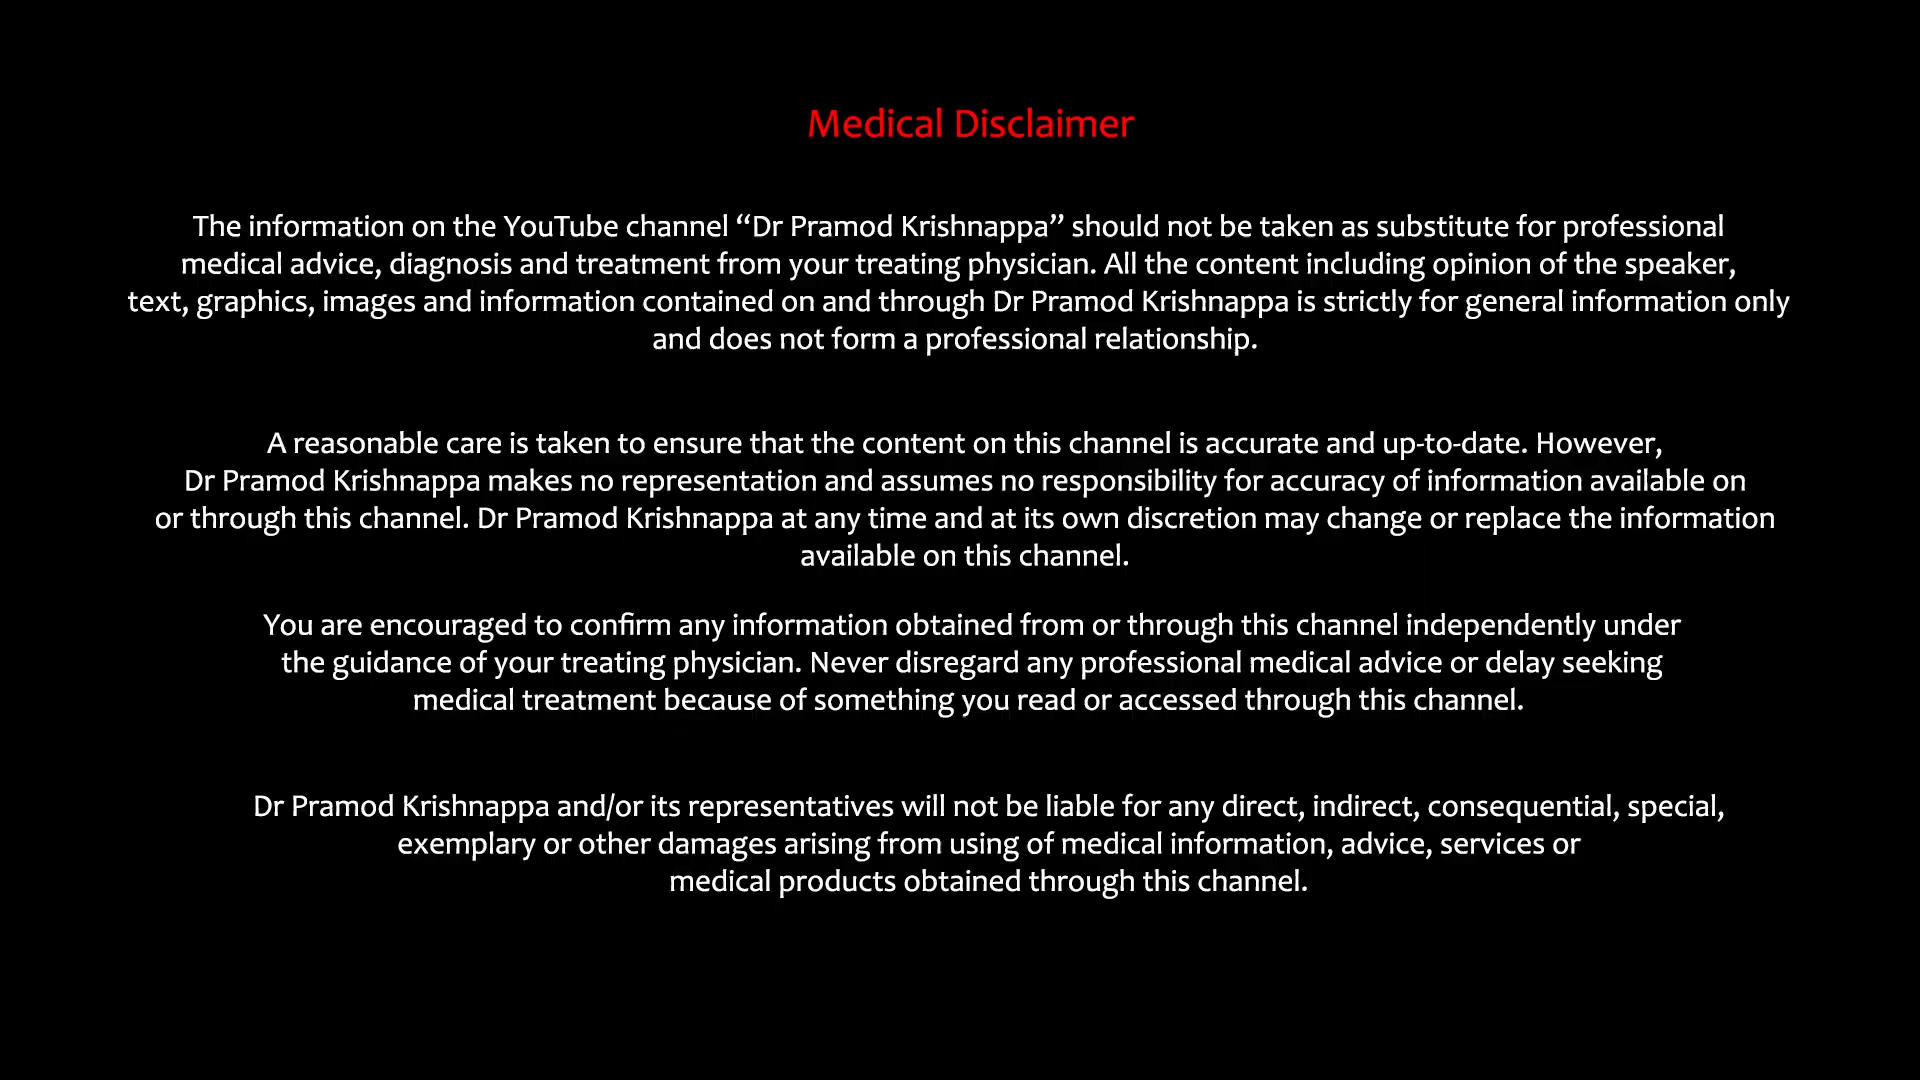 Medical Disclaimer
The information on the YouTube channel “Dr Pramod Krishnappa” should not be taken as substitute for professional
medical advice, diagnosis and treatment from your treating physician. All the content including opinion of the speaker,
text, graphics, images and information contained on and through Dr Pramod Krishnappa is strictly for general information only
and does not form a professional relationship.
A reasonable care is taken to ensure that the content on this channel is accurate and up-to-date. However,
Dr Pramod Krishnappa makes no representation and assumes no responsibility for accuracy of information available on
or through this channel. Dr Pramod Krishnappa at any time and at its own discretion may change or replace the information
available on this channel.
You are encouraged to confirm any information obtained from or through this channel independently under
the guidance of your treating physician. Never disregard any professional medical advice or delay seeking
medical treatment because of something you read or accessed through this channel.
Dr Pramod Krishnappa and/or its representatives will not be liable for any direct, indirect, consequential, special,
exemplary or other damages arising from using of medical information, advice, services or
medical products obtained through this channel.